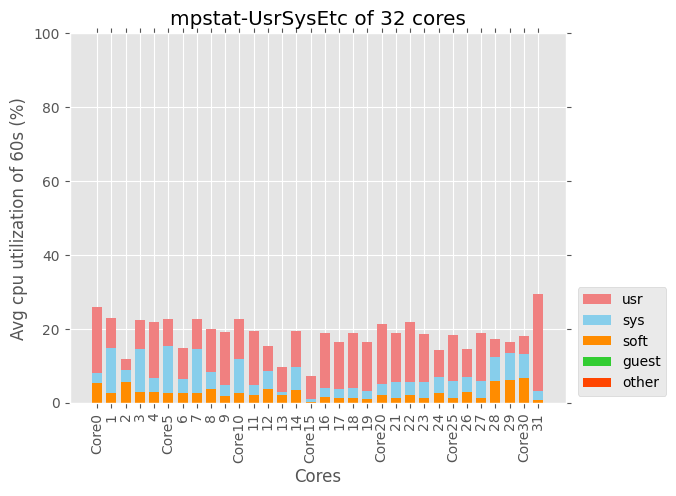 mpstat-UsrSysEtc of 32 cores
Avg cpu utilization of 60s (%)
100
80
60
40
20
0
Core0
1
2
3
4
Core5
6
7
8
9
Core10
11
12
13
14
Core15
16
17
18
19
Core20
21
22
23
24
Core25
26
27
28
29
Core30
31
Cores
usr
sys
soft
guest
other